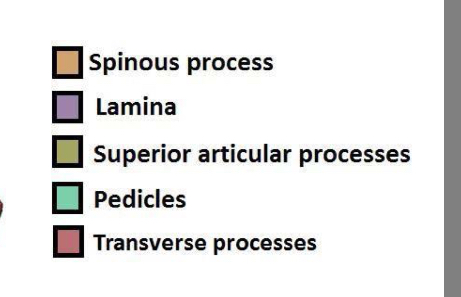 Spinous process
Lamina
Superior articular processes
Pedicles
Transverse processes